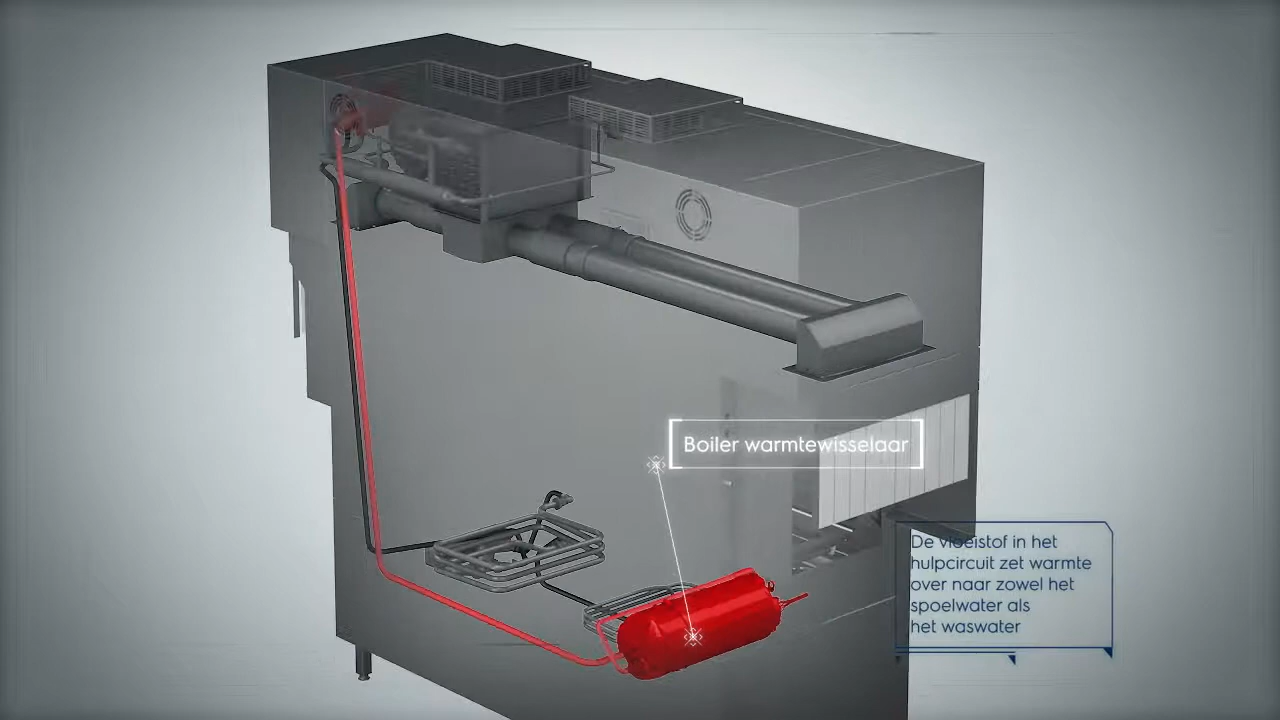 Boiler warmtewisselaar
De vloeistof in het
hulpcircuit zet warmte
over naar zowel het
spoelwater als
het waswater